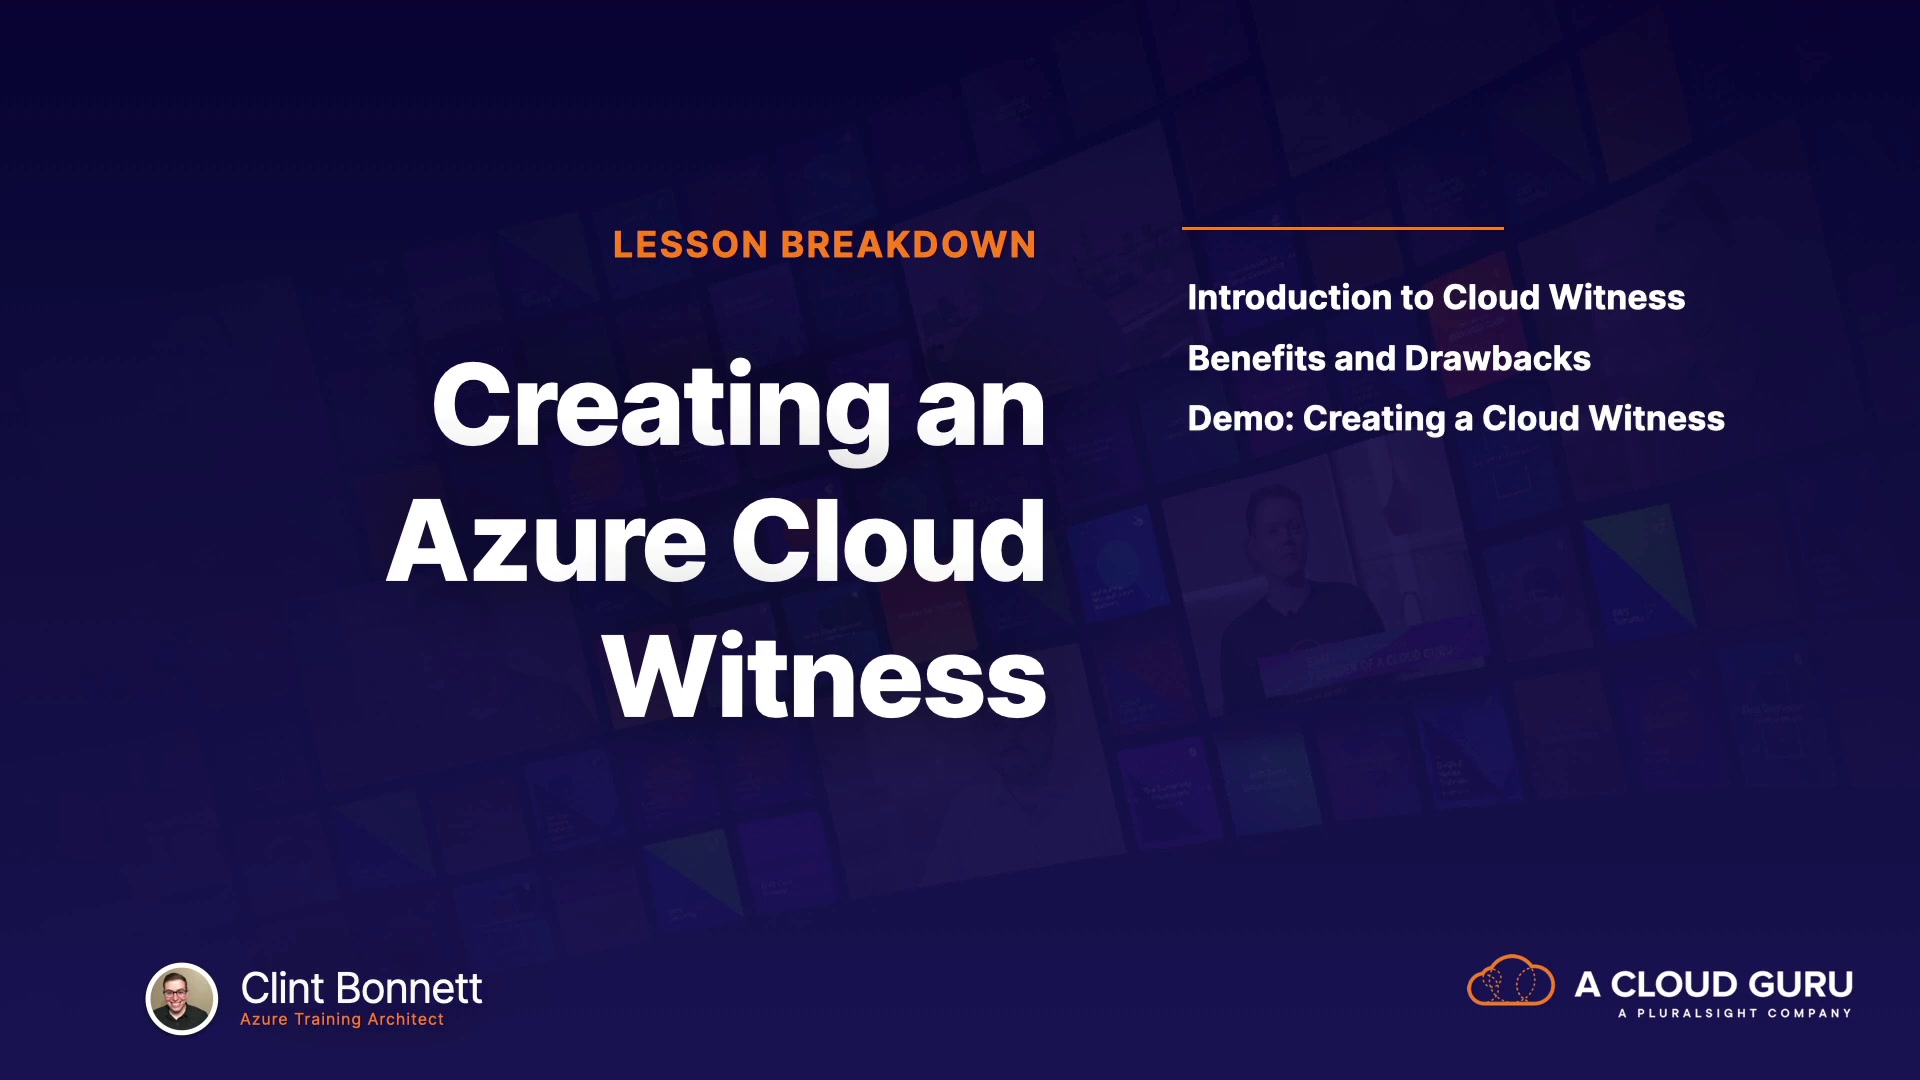 LESSON BREAKDOWN
Creating an
Azure Cloud
Witness
Introduction to Cloud Witness
Benefits and Drawbacks
Demo: Creating a Cloud Witness
Clint Bonnett
Azure Training Architect
A CLOUD GURU
A PLURALSIGHT COMPANY